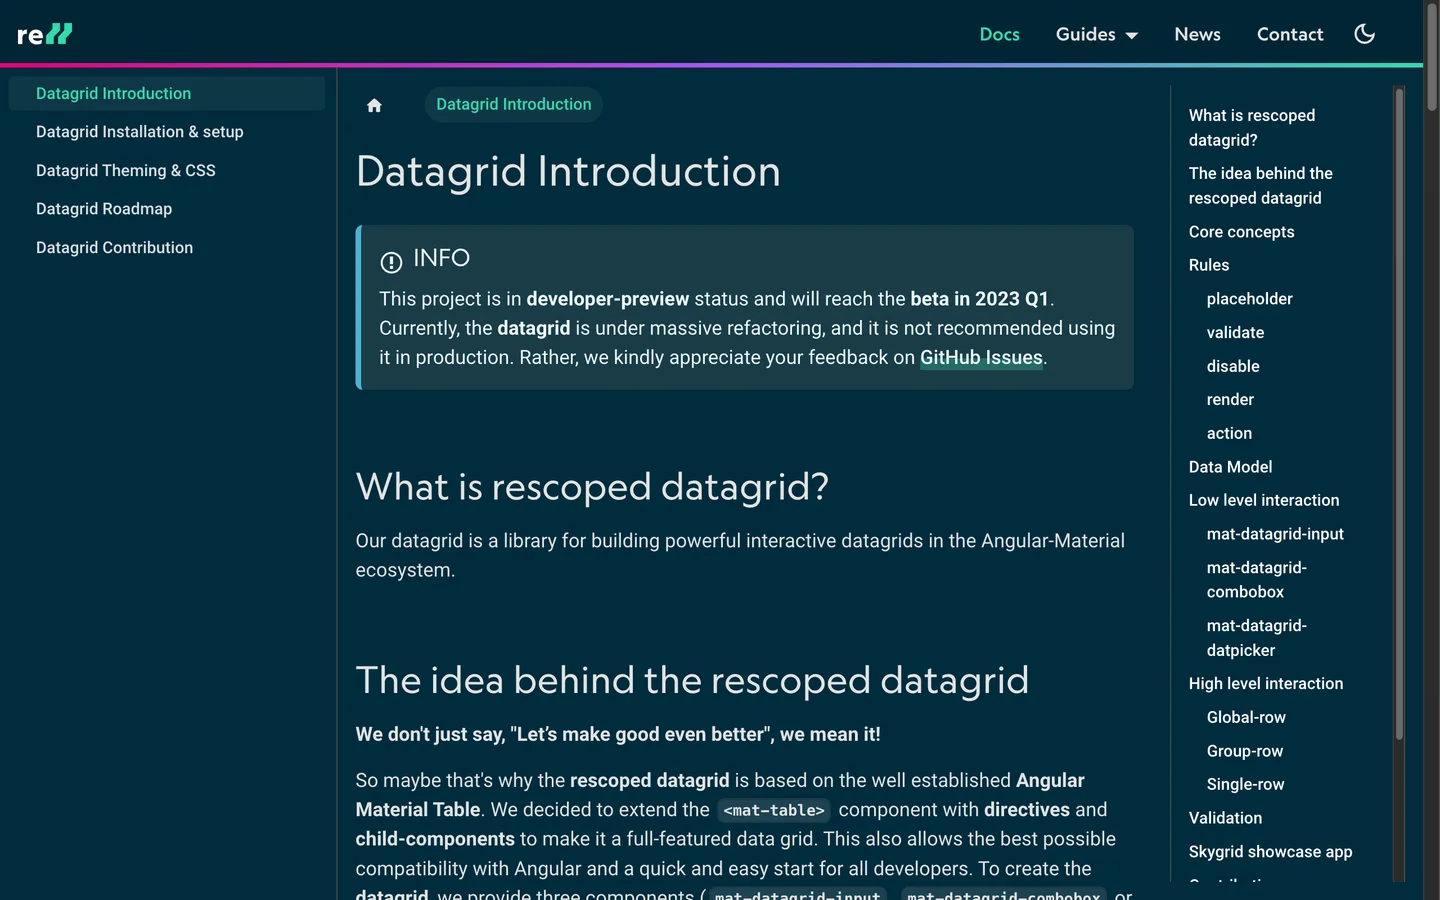 re
Docs
Guides
News
Contact
Datagrid Introduction
Datagrid Installation & setup
Datagrid Theming & CSS
Datagrid Roadmap
Datagrid Contribution
Datagrid Introduction
Datagrid Introduction
INFO
This project is in developer-preview status and will reach the beta in 2023 Q1.
Currently, the datagrid is under massive refactoring, and it is not recommended using
it in production. Rather, we kindly appreciate your feedback on GitHub Issues.
What is rescoped datagrid?
Our datagrid is a library for building powerful interactive datagrids in the Angular-Material
ecosystem.
The idea behind the rescoped datagrid
We don't just say, "Let’s make good even better", we mean it!
So maybe that's why the rescoped datagrid is based on the well established Angular
Material Table. We decided to extend the <mat-table> component with directives and
child-components to make it a full-featured data grid. This also allows the best possible
compatibility with Angular and a quick and easy start for all developers. To create the
datagrid, we provide three components ( mat-datagrid-input, mat-datagrid-combobox or
What is rescoped
datagrid?
The idea behind the
rescoped datagrid
Core concepts
Rules
placeholder
validate
disable
render
action
Data Model
Low level interaction
mat-datagrid-input
mat-datagrid-
combobox
mat-datagrid-
datpicker
High level interaction
Global-row
Group-row
Single-row
Validation
Skygrid showcase app